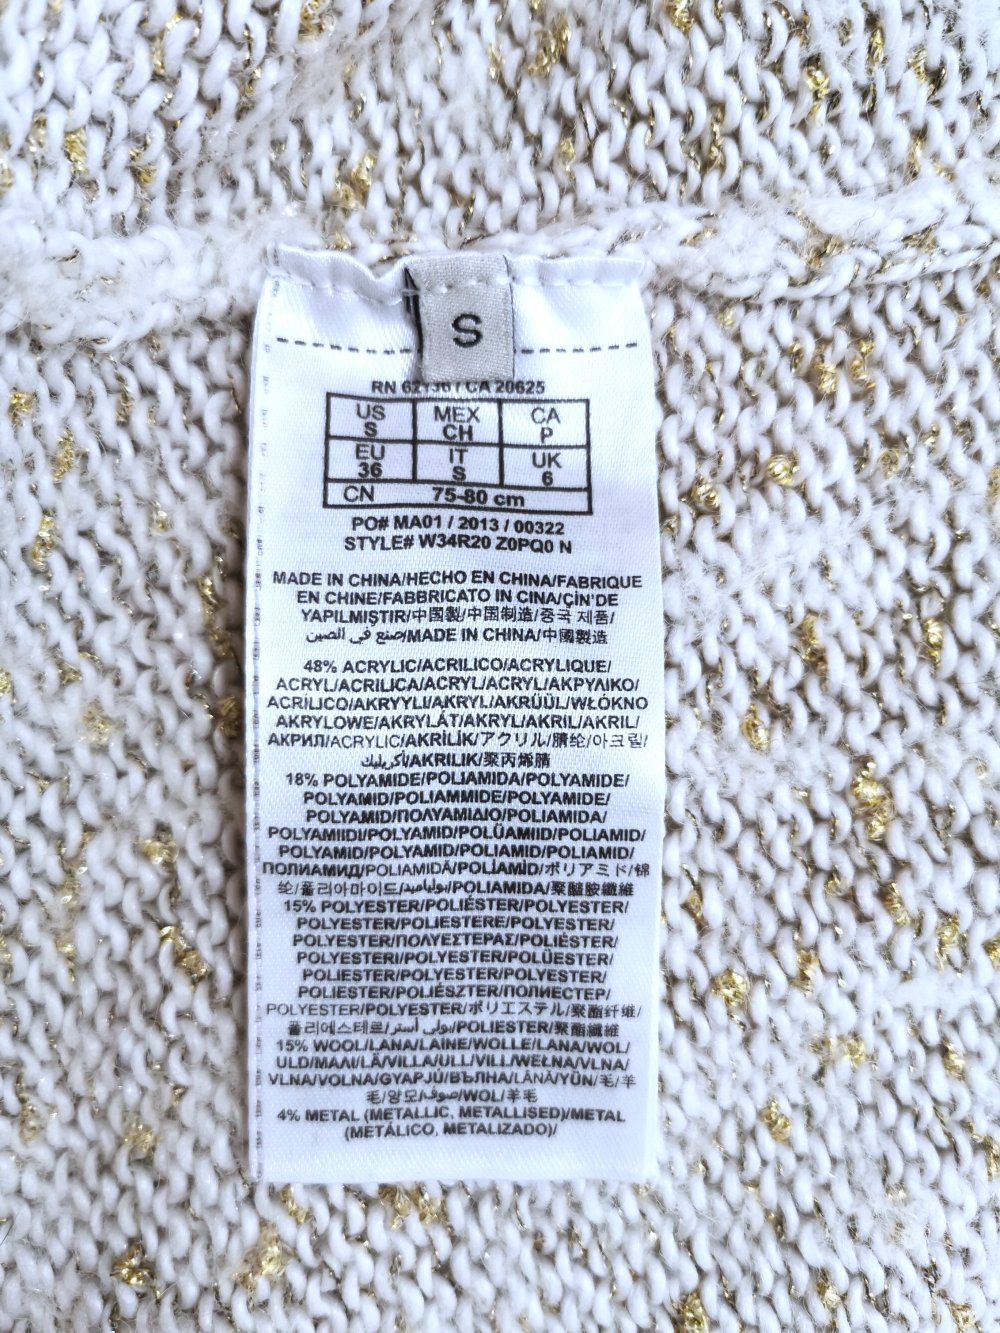 S
RN 62136 / CA 20625
US MEX CA
S CH P
EU IT UK
36 S 6
CN 75-80 cm
PO# MA01 / 2013 / 00322
STYLE# W34R20 Z0PQ0 N
MADE IN CHINA/HECHO EN CHINA/FABRIQUE
EN CHINE/FABBRICATO IN CINA/ÇİN'DE
YAPILMIŞTIR/中國製/中国制造/중국 제품/
صنع في الصين/MADE IN CHINA/中國製造
48% ACRYLIC/ACRILICO/ACRYLIQUE/
ACRYL/ACRILICA/ACRYL/ACRYL/ΑΚΡΥΛΙΚΟ/
ACRÍLICO/AKRYYLI/AKRYL/AKRÜÜL/WŁÓKNO
AKRYLOWE/AKRYLÁT/AKRYL/AKRIL/AKRIL/
АКРИЛ/ACRYLIC/AKRİLİK/アクリル/腈纶/아크릴/
أكريليك/AKRILIK/聚丙烯腈
18% POLYAMIDE/POLIAMIDA/POLYAMIDE/
POLYAMID/POLIAMMIDE/POLYAMIDE/
POLYAMID/ΠΟΛΥΑΜΙΔΙΟ/POLIAMIDA/
POLYAMIIDI/POLYAMID/POLÜAMIID/POLIAMID/
POLYAMID/POLYAMID/POLIAMID/POLIAMID/
ПОЛИАМИД/POLIAMIDĂ/POLİAMİD/ポリアミド/锦
纶/폴리아마이드/بولياميد/POLIAMIDA/聚醯胺纖維
15% POLYESTER/POLIÉSTER/POLYESTER/
POLYESTER/POLIESTERE/POLYESTER/
POLYESTER/ΠΟΛΥΕΣΤΕΡΑΣ/POLIÉSTER/
POLYESTERI/POLYESTER/POLÜESTER/
POLIESTER/POLYESTER/POLYESTER/
POLIESTER/POLIÉSZTER/ПОЛИЕСТЕР/
POLYESTER/POLYESTER/ポリエステル/聚酯纤维/
폴리에스테르/بولي أستر/POLIESTER/聚酯纖維
15% WOOL/LANA/LAINE/WOLLE/LANA/WOL/
ULD/ΜΑΛΛΙ/LÃ/VILLA/ULL/VILL/WEŁNA/VLNA/
VLNA/VOLNA/GYAPJÚ/ВЪЛНА/LÂNĂ/YÜN/毛/羊
毛/양모/صوف/WOL/羊毛
4% METAL (METALLIC, METALLISED)/METAL
(METÁLICO, METALIZADO)/